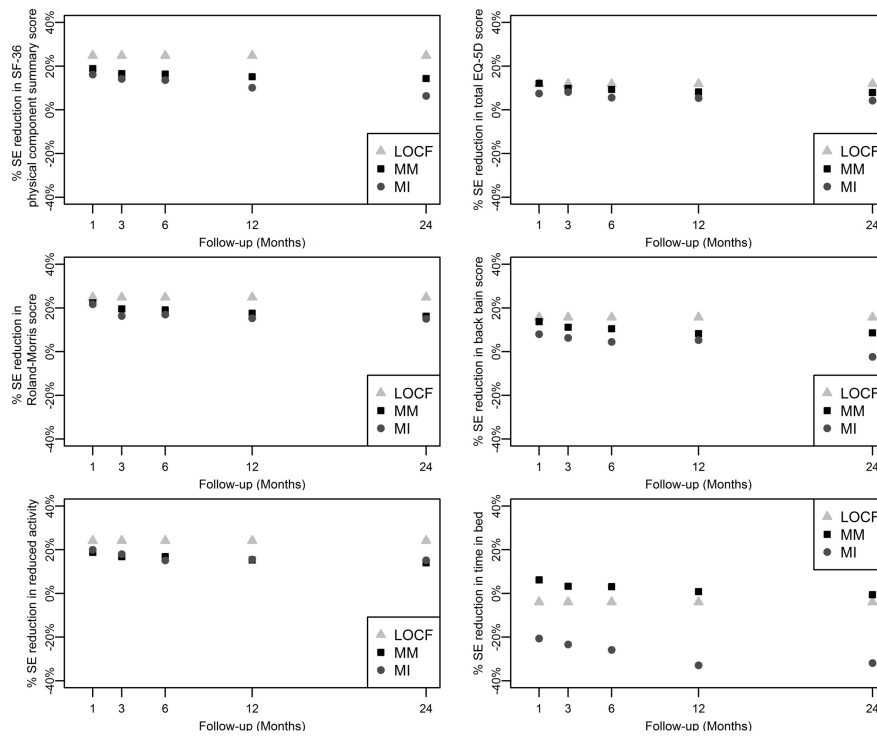 % SE reduction in SF-36
physical component summary score
40%
20%
0%
-20%
-40%
LOCF
MM
MI
1 3 6 12 24
Follow-up (Months)
% SE reduction in total EQ-5D score
40%
20%
0%
-20%
-40%
LOCF
MM
MI
1 3 6 12 24
Follow-up (Months)
% SE reduction in
Roland-Morris socre
40%
20%
0%
-20%
-40%
LOCF
MM
MI
1 3 6 12 24
Follow-up (Months)
% SE reduction in back bain score
40%
20%
0%
-20%
-40%
LOCF
MM
MI
1 3 6 12 24
Follow-up (Months)
% SE reduction in reduced activity
40%
20%
0%
-20%
-40%
LOCF
MM
MI
1 3 6 12 24
Follow-up (Months)
% SE reduction in time in bed
40%
20%
0%
-20%
-40%
LOCF
MM
MI
1 3 6 12 24
Follow-up (Months)